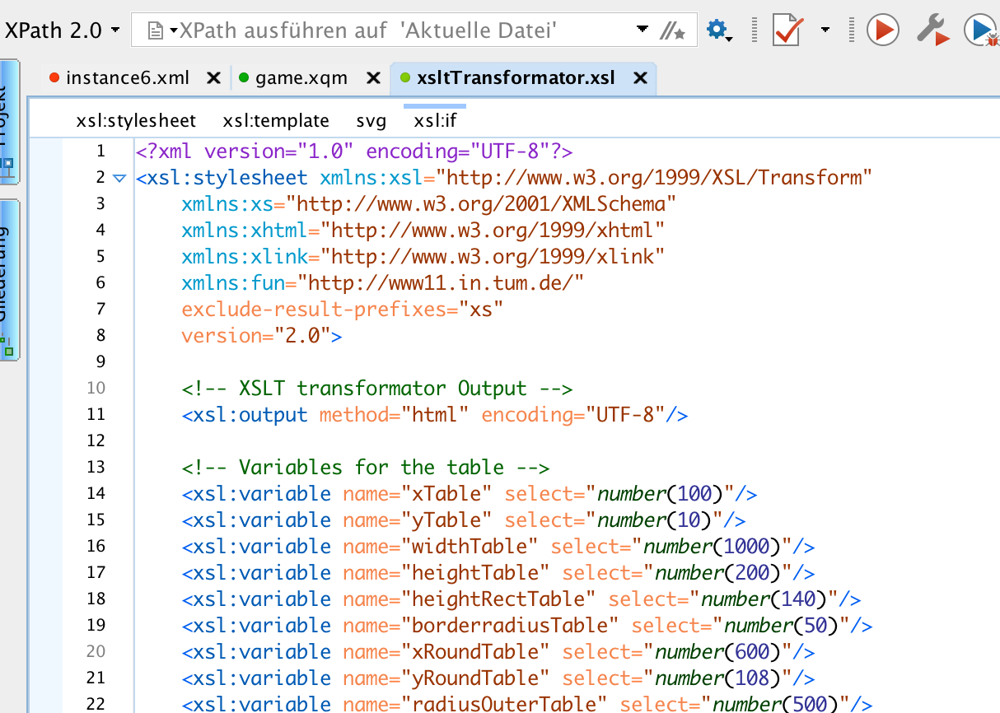 XPath 2.0 XPath ausführen auf 'Aktuelle Datei'
instance6.xml game.xqm xsltTransformator.xsl
Projekt
Gliederung
xsl:stylesheet xsl:template svg xsl:if
1 <?xml version="1.0" encoding="UTF-8"?>
2 <xsl:stylesheet xmlns:xsl="http://www.w3.org/1999/XSL/Transform"
3 xmlns:xs="http://www.w3.org/2001/XMLSchema"
4 xmlns:xhtml="http://www.w3.org/1999/xhtml"
5 xmlns:xlink="http://www.w3.org/1999/xlink"
6 xmlns:fun="http://www11.in.tum.de/"
7 exclude-result-prefixes="xs"
8 version="2.0">
9
10 <!-- XSLT transformator Output -->
11 <xsl:output method="html" encoding="UTF-8"/>
12
13 <!-- Variables for the table -->
14 <xsl:variable name="xTable" select="number(100)"/>
15 <xsl:variable name="yTable" select="number(10)"/>
16 <xsl:variable name="widthTable" select="number(1000)"/>
17 <xsl:variable name="heightTable" select="number(200)"/>
18 <xsl:variable name="heightRectTable" select="number(140)"/>
19 <xsl:variable name="borderradiusTable" select="number(50)"/>
20 <xsl:variable name="xRoundTable" select="number(600)"/>
21 <xsl:variable name="yRoundTable" select="number(108)"/>
22 <xsl:variable name="radiusOuterTable" select="number(500)"/>